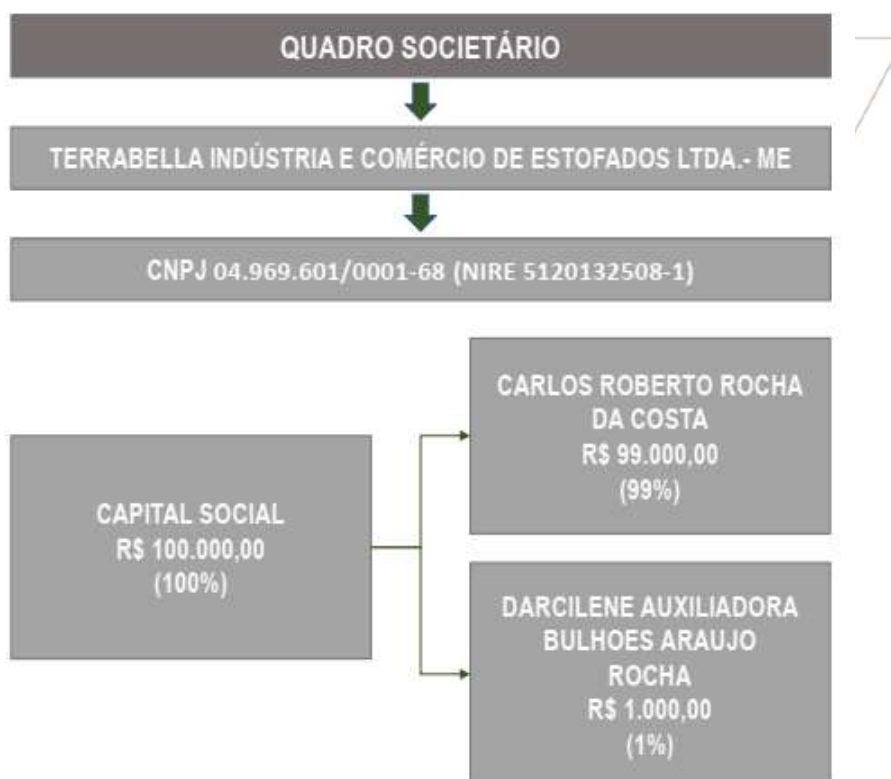 QUADRO SOCIETÁRIO
TERRABELLA INDÚSTRIA E COMÉRCIO DE ESTOFADOS LTDA.- ME
CNPJ 04.969.601/0001-68 (NIRE 5120132508-1)
CAPITAL SOCIAL
R$ 100.000,00
(100%)
CARLOS ROBERTO ROCHA
DA COSTA
R$ 99.000,00
(99%)
DARCILENE AUXILIADORA
BULHOES ARAUJO
ROCHA
R$ 1.000,00
(1%)